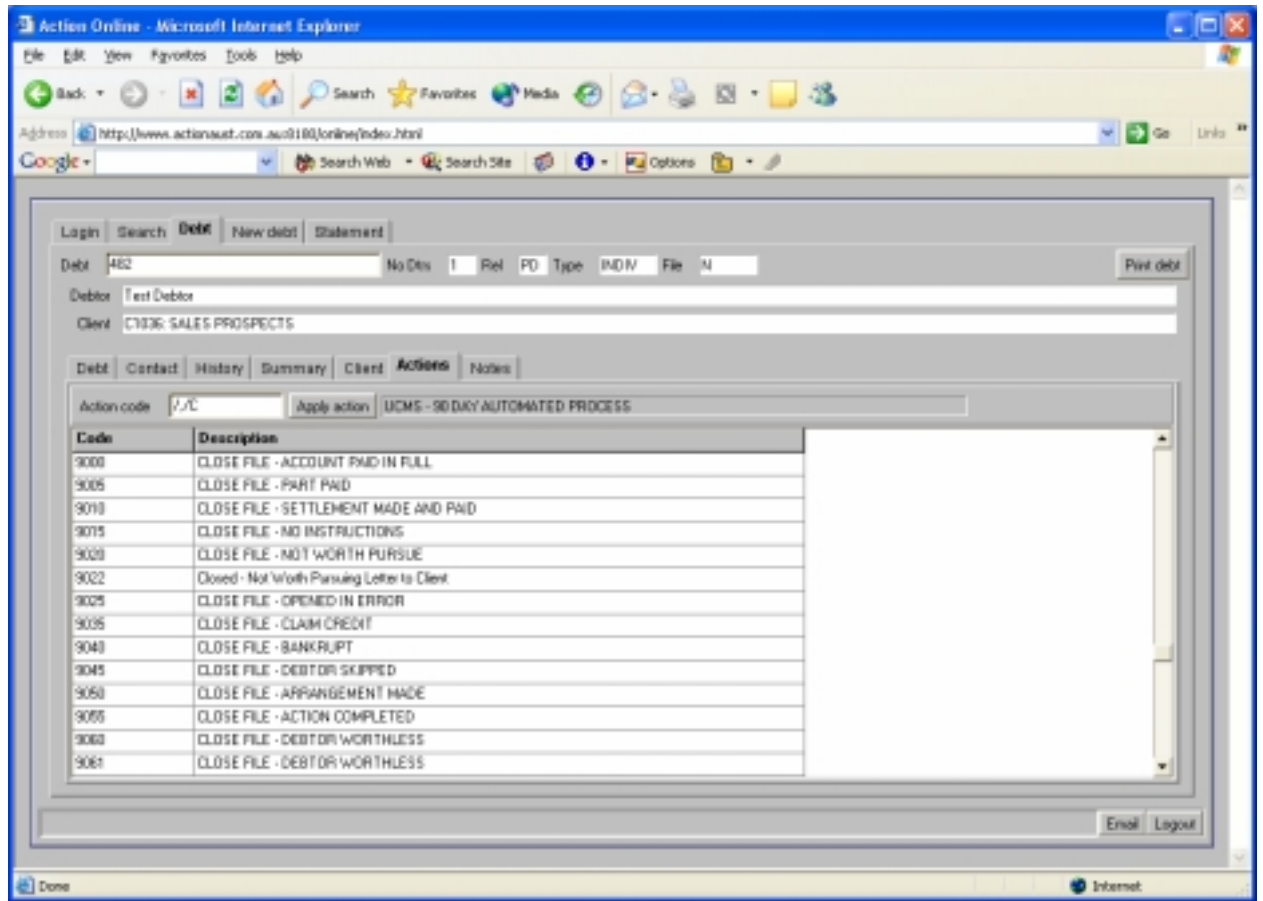 Action Online - Microsoft Internet Explorer
File Edit View Favorites Tools Help
Back Search Favorites Media
Address http://www.actionaust.com.au:8180/online/index.html Go Links »
Google Search Web Search Site Options
Login Search Debt New debt Statement
Debt 482 No Dtrs 1 Rel PD Type INDIV File N Print debt
Debtor Test Debtor
Client C1036: SALES PROSPECTS
Debt Contact History Summary Client Actions Notes
Action code Apply action UCMS - 90 DAY AUTOMATED PROCESS
Code Description
9000 CLOSE FILE - ACCOUNT PAID IN FULL
9005 CLOSE FILE - PART PAID
9010 CLOSE FILE - SETTLEMENT MADE AND PAID
9015 CLOSE FILE - NO INSTRUCTIONS
9020 CLOSE FILE - NOT WORTH PURSUE
9022 Closed - Not Worth Pursuing Letter to Client
9025 CLOSE FILE - OPENED IN ERROR
9035 CLOSE FILE - CLAIM CREDIT
9040 CLOSE FILE - BANKRUPT
9045 CLOSE FILE - DEBTOR SKIPPED
9050 CLOSE FILE - ARRANGEMENT MADE
9055 CLOSE FILE - ACTION COMPLETED
9060 CLOSE FILE - DEBTOR WORTHLESS
9061 CLOSE FILE - DEBTOR WORTHLESS
Email Logout
Done Internet